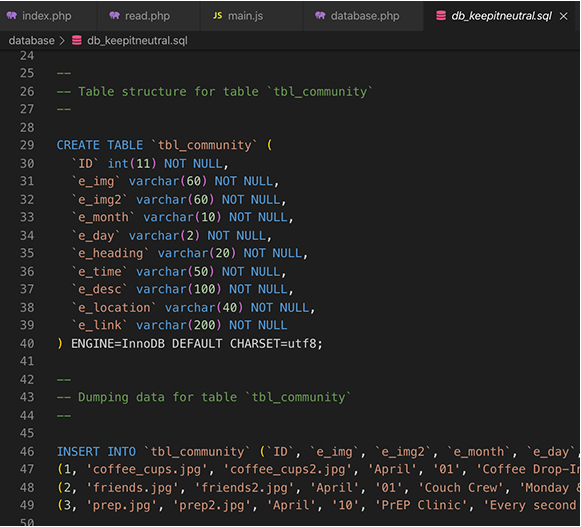 index.php read.php JS main.js database.php db_keepitneutral.sql
database > db_keepitneutral.sql
24
25 --
26 -- Table structure for table `tbl_community`
27 --
28
29 CREATE TABLE `tbl_community` (
30 `ID` int(11) NOT NULL,
31 `e_img` varchar(60) NOT NULL,
32 `e_img2` varchar(60) NOT NULL,
33 `e_month` varchar(10) NOT NULL,
34 `e_day` varchar(2) NOT NULL,
35 `e_heading` varchar(20) NOT NULL,
36 `e_time` varchar(50) NOT NULL,
37 `e_desc` varchar(100) NOT NULL,
38 `e_location` varchar(40) NOT NULL,
39 `e_link` varchar(200) NOT NULL
40 ) ENGINE=InnoDB DEFAULT CHARSET=utf8;
41
42 --
43 -- Dumping data for table `tbl_community`
44 --
45
46 INSERT INTO `tbl_community` (`ID`, `e_img`, `e_img2`, `e_month`, `e_day`,
47 (1, 'coffee_cups.jpg', 'coffee_cups2.jpg', 'April', '01', 'Coffee Drop-In
48 (2, 'friends.jpg', 'friends2.jpg', 'April', '01', 'Couch Crew', 'Monday &
49 (3, 'prep.jpg', 'prep2.jpg', 'April', '10', 'PrEP Clinic', 'Every second
50